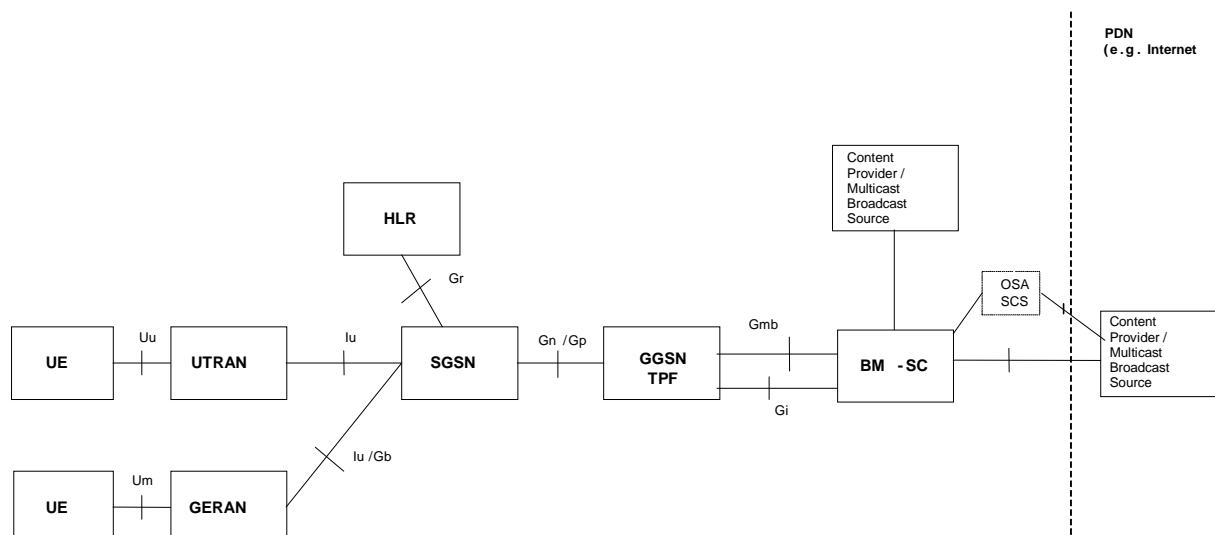 PDN
(e.g. Internet
Content
Provider /
Multicast
Broadcast
Source
HLR
Gr
OSA
SCS
UE
Uu
UTRAN
Iu
SGSN
Gn /Gp
GGSN
TPF
Gmb
Gi
BM -SC
Content
Provider /
Multicast
Broadcast
Source
Iu /Gb
UE
Um
GERAN